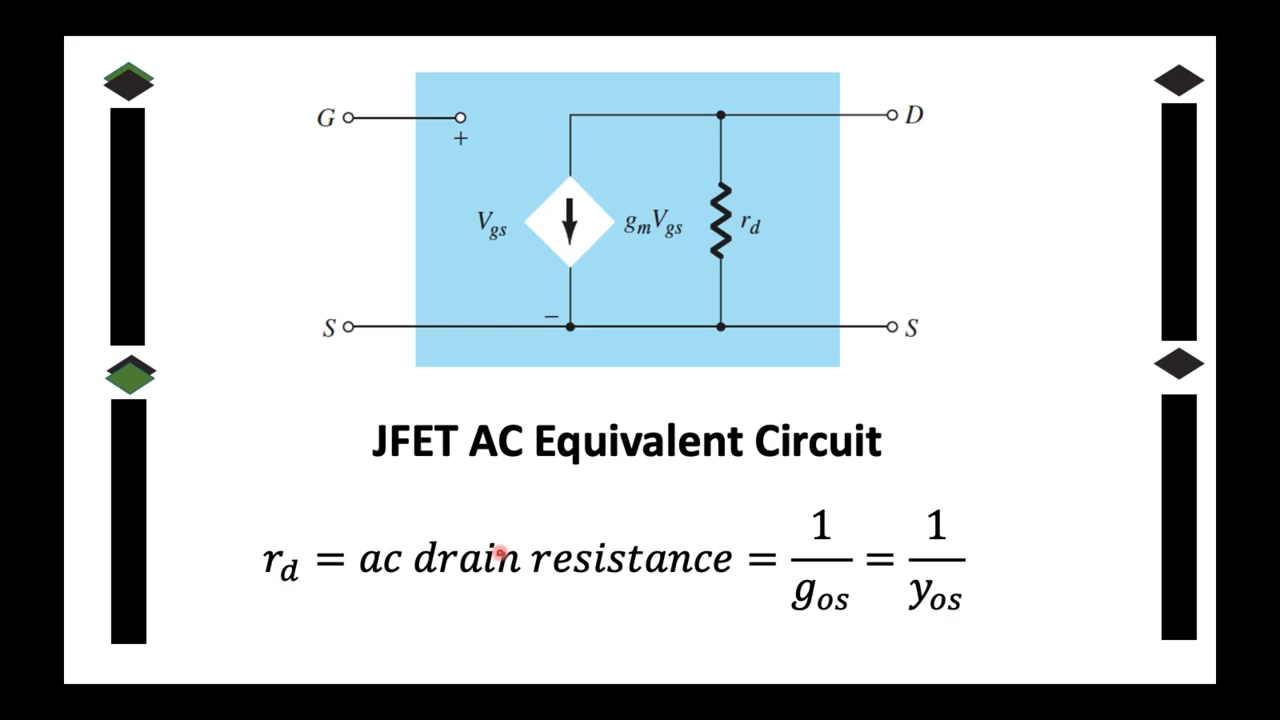 G D
+
V_gs g_m V_gs r_d
−
S S
JFET AC Equivalent Circuit
r_d = ac drain resistance = 1/g_os = 1/y_os